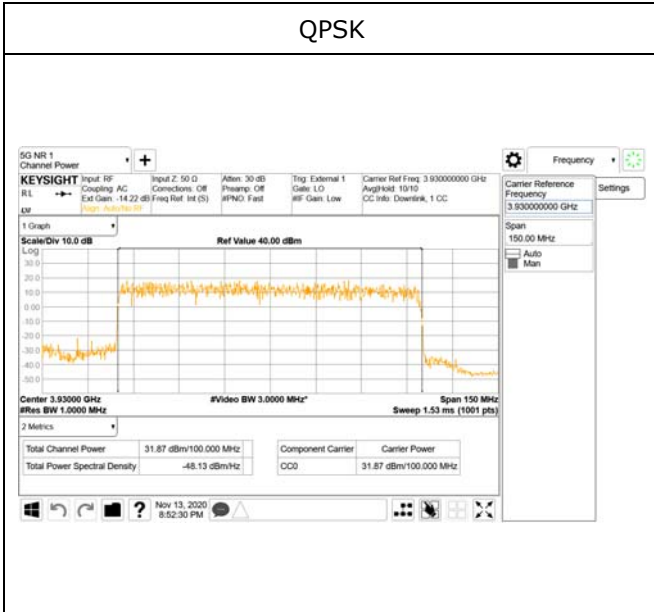 QPSK
5G NR 1
Channel Power
+
Frequency
KEYSIGHT
RL
Input: RF
Coupling: AC
Ext Gain: -14.22 dB
Align: Auto/No RF
Input Z: 50 Ω
Corrections: Off
Freq Ref: Int (S)
Atten: 30 dB
Preamp: Off
#PNO: Fast
Trig: External 1
Gate: LO
#IF Gain: Low
Carrier Ref Freq: 3.930000000 GHz
Avg|Hold: 10/10
CC Info: Downlink, 1 CC
Carrier Reference
Frequency
3.930000000 GHz
Settings
Span
150.00 MHz
Auto
Man
1 Graph
Scale/Div 10.0 dB
Ref Value 40.00 dBm
Log
30.0
20.0
10.0
0.00
-10.0
-20.0
-30.0
-40.0
-50.0
Center 3.93000 GHz
#Video BW 3.0000 MHz*
Span 150 MHz
#Res BW 1.0000 MHz
Sweep 1.53 ms (1001 pts)
2 Metrics
Total Channel Power 31.87 dBm/100.000 MHz
Total Power Spectral Density -48.13 dBm/Hz
Component Carrier Carrier Power
CC0 31.87 dBm/100.000 MHz
?
Nov 13, 2020
8:52:30 PM